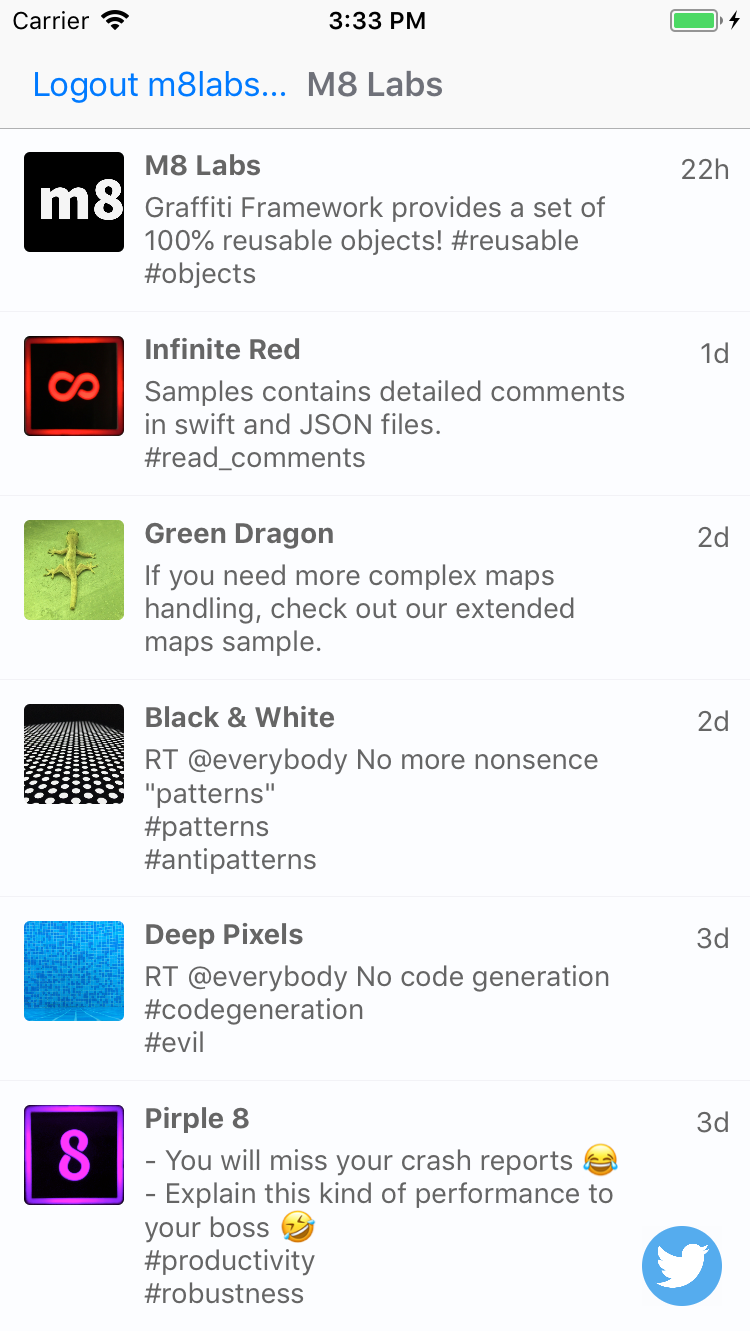 Carrier 3:33 PM
Logout m8labs... M8 Labs
m8
M8 Labs 22h
Graffiti Framework provides a set of
100% reusable objects! #reusable
#objects
Infinite Red 1d
Samples contains detailed comments
in swift and JSON files.
#read_comments
Green Dragon 2d
If you need more complex maps
handling, check out our extended
maps sample.
Black & White 2d
RT @everybody No more nonsence
"patterns"
#patterns
#antipatterns
Deep Pixels 3d
RT @everybody No code generation
#codegeneration
#evil
8
Pirple 8 3d
- You will miss your crash reports 😂
- Explain this kind of performance to
your boss 🤣
#productivity
#robustness